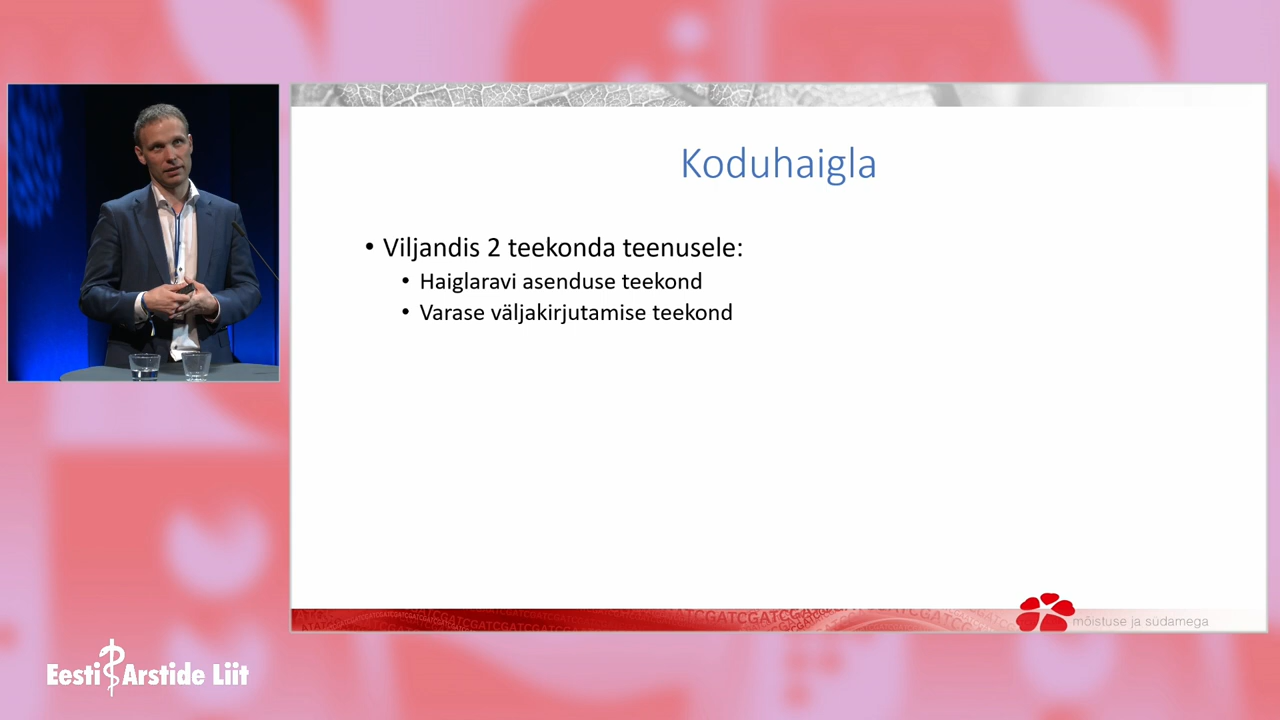 Koduhaigla
• Viljandis 2 teekonda teenusele:
• Haiglaravi asenduse teekond
• Varase väljakirjutamise teekond
mõistuse ja südamega
Eesti Arstide Liit